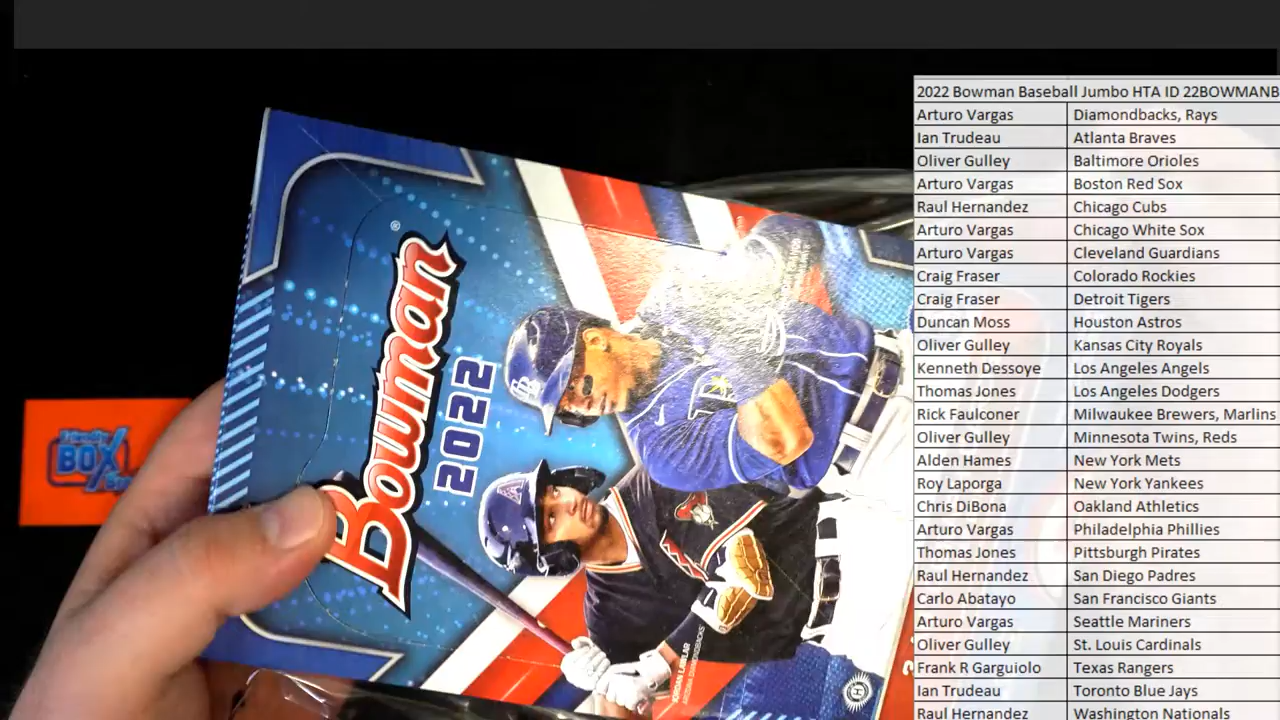 2022 Bowman Baseball Jumbo HTA ID 22BOWMANB
Arturo Vargas Diamondbacks, Rays
Ian Trudeau Atlanta Braves
Oliver Gulley Baltimore Orioles
Arturo Vargas Boston Red Sox
Raul Hernandez Chicago Cubs
Arturo Vargas Chicago White Sox
Arturo Vargas Cleveland Guardians
Craig Fraser Colorado Rockies
Craig Fraser Detroit Tigers
Duncan Moss Houston Astros
Oliver Gulley Kansas City Royals
Kenneth Dessoye Los Angeles Angels
Thomas Jones Los Angeles Dodgers
Rick Faulconer Milwaukee Brewers, Marlins
Oliver Gulley Minnesota Twins, Reds
Alden Hames New York Mets
Roy Laporga New York Yankees
Chris DiBona Oakland Athletics
Arturo Vargas Philadelphia Phillies
Thomas Jones Pittsburgh Pirates
Raul Hernandez San Diego Padres
Carlo Abatayo San Francisco Giants
Arturo Vargas Seattle Mariners
Oliver Gulley St. Louis Cardinals
Frank R Garguiolo Texas Rangers
Ian Trudeau Toronto Blue Jays
Raul Hernandez Washington Nationals
Bowman®
2022
TB
TB
A
JORDAN LAWLAR
ARIZONA DIAMONDBACKS
H
BOX